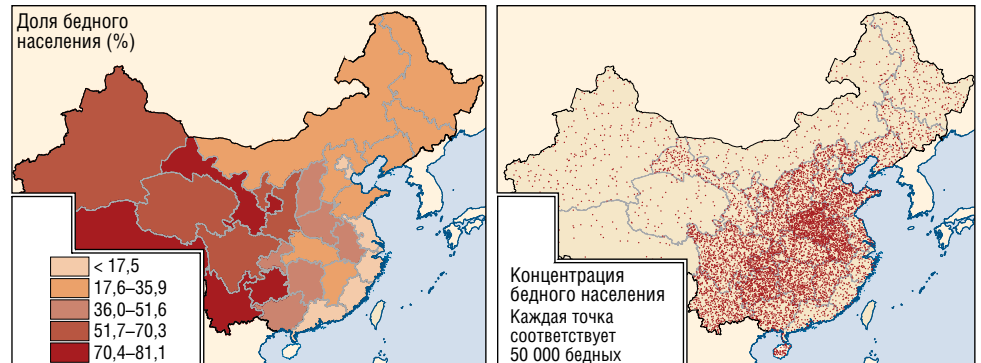 Доля бедного
населения (%)
< 17,5
17,6–35,9
36,0–51,6
51,7–70,3
70,4–81,1
Концентрация
бедного населения
Каждая точка
соответствует
50 000 бедных